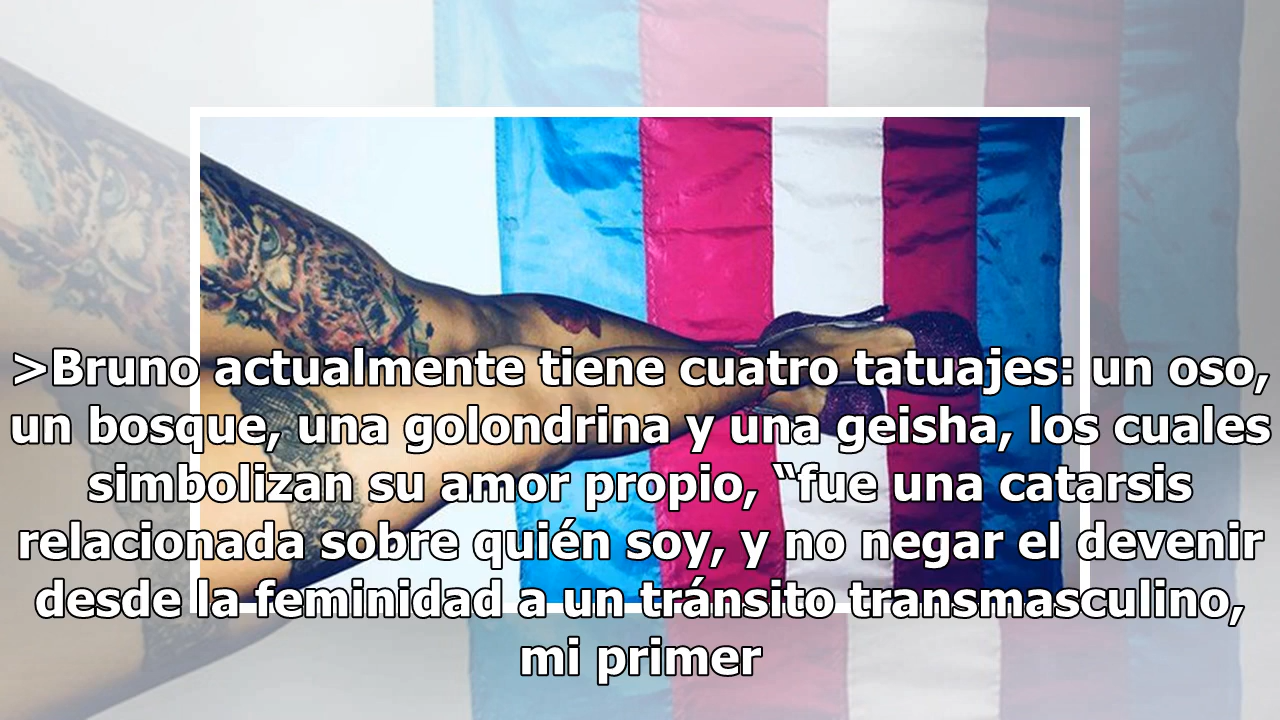 >Bruno actualmente tiene cuatro tatuajes: un oso,
un bosque, una golondrina y una geisha, los cuales
simbolizan su amor propio, “fue una catarsis
relacionada sobre quién soy, y no negar el devenir
desde la feminidad a un tránsito transmasculino,
mi primer